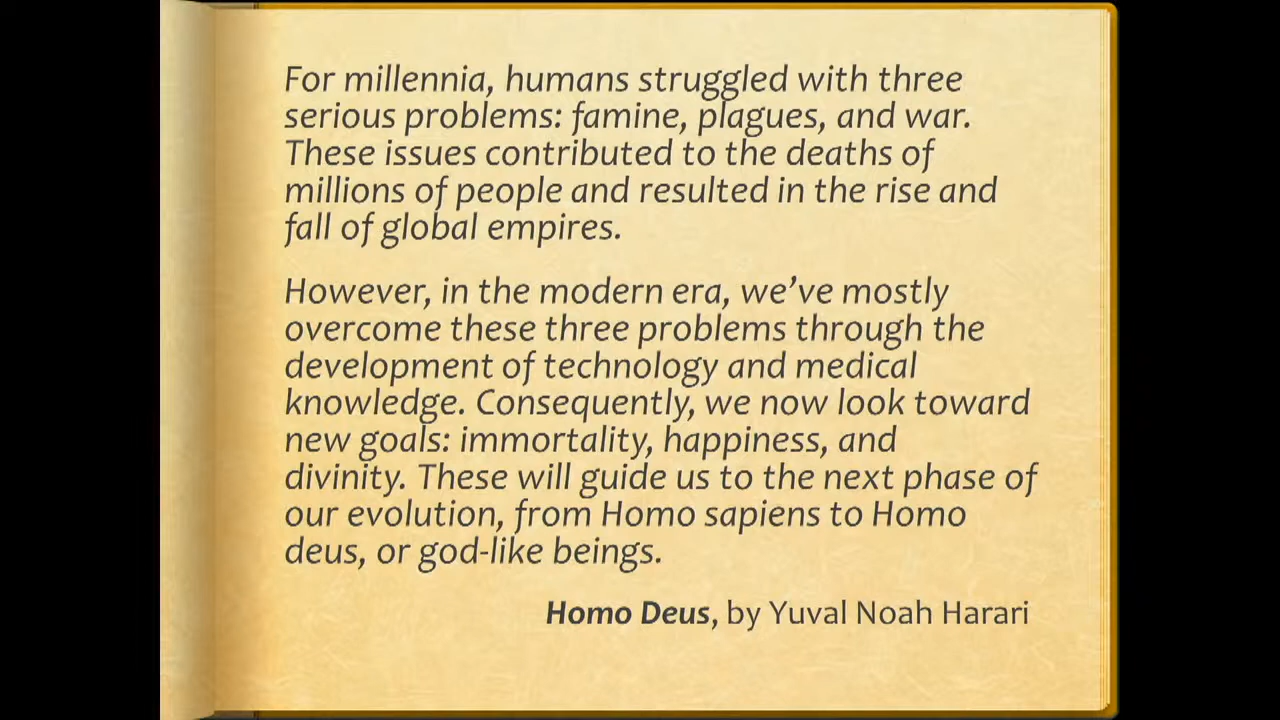 For millennia, humans struggled with three
serious problems: famine, plagues, and war.
These issues contributed to the deaths of
millions of people and resulted in the rise and
fall of global empires.
However, in the modern era, we’ve mostly
overcome these three problems through the
development of technology and medical
knowledge. Consequently, we now look toward
new goals: immortality, happiness, and
divinity. These will guide us to the next phase of
our evolution, from Homo sapiens to Homo
deus, or god-like beings.
Homo Deus, by Yuval Noah Harari